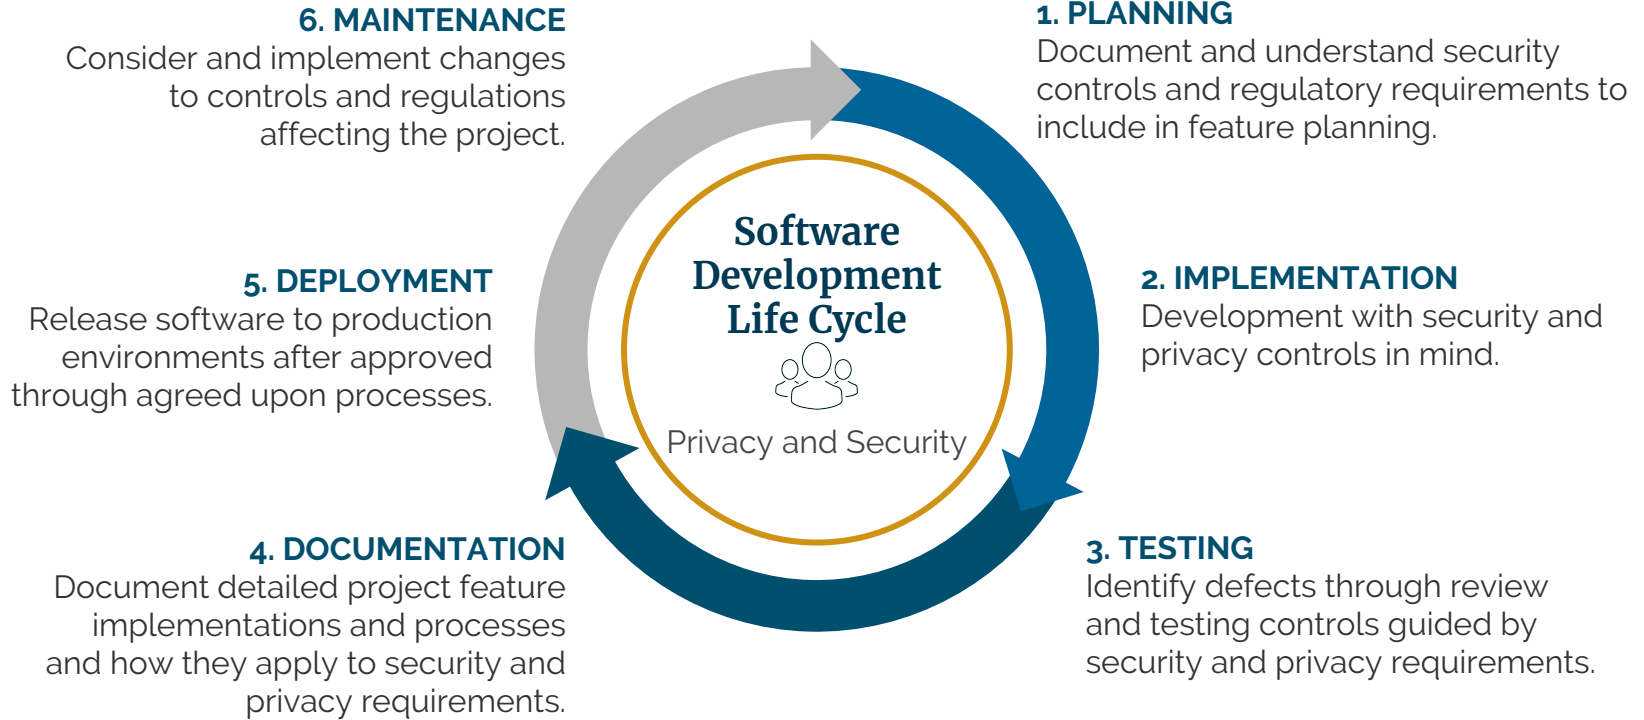 1. PLANNING
Document and understand security
controls and regulatory requirements to
include in feature planning.
2. IMPLEMENTATION
Development with security and
privacy controls in mind.
3. TESTING
Identify defects through review
and testing controls guided by
security and privacy requirements.
4. DOCUMENTATION
Document detailed project feature
implementations and processes
and how they apply to security and
privacy requirements.
5. DEPLOYMENT
Release software to production
environments after approved
through agreed upon processes.
6. MAINTENANCE
Consider and implement changes
to controls and regulations
affecting the project.
Software
Development
Life Cycle
Privacy and Security